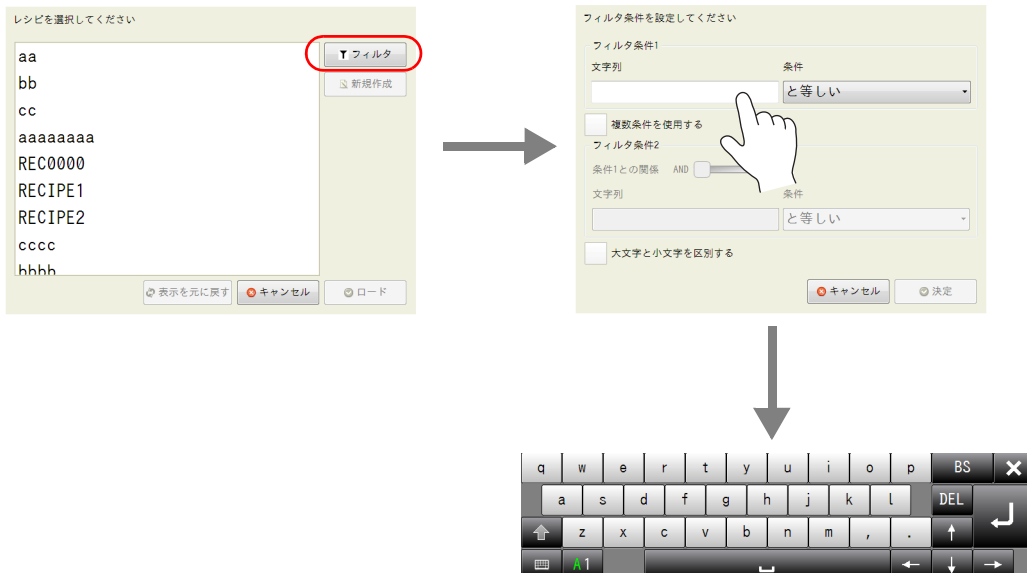 レシピを選択してください
aa
bb
cc
aaaaaaaa
REC0000
RECIPE1
RECIPE2
cccc
bbbb
フィルタ
新規作成
表示を元に戻す キャンセル ロード
フィルタ条件を設定してください
フィルタ条件1
文字列 条件
と等しい
複数条件を使用する
フィルタ条件2
条件1との関係 AND
文字列 条件
と等しい
大文字と小文字を区別する
キャンセル 決定
q w e r t y u i o p BS
a s d f g h j k l DEL
z x c v b n m , .
A1